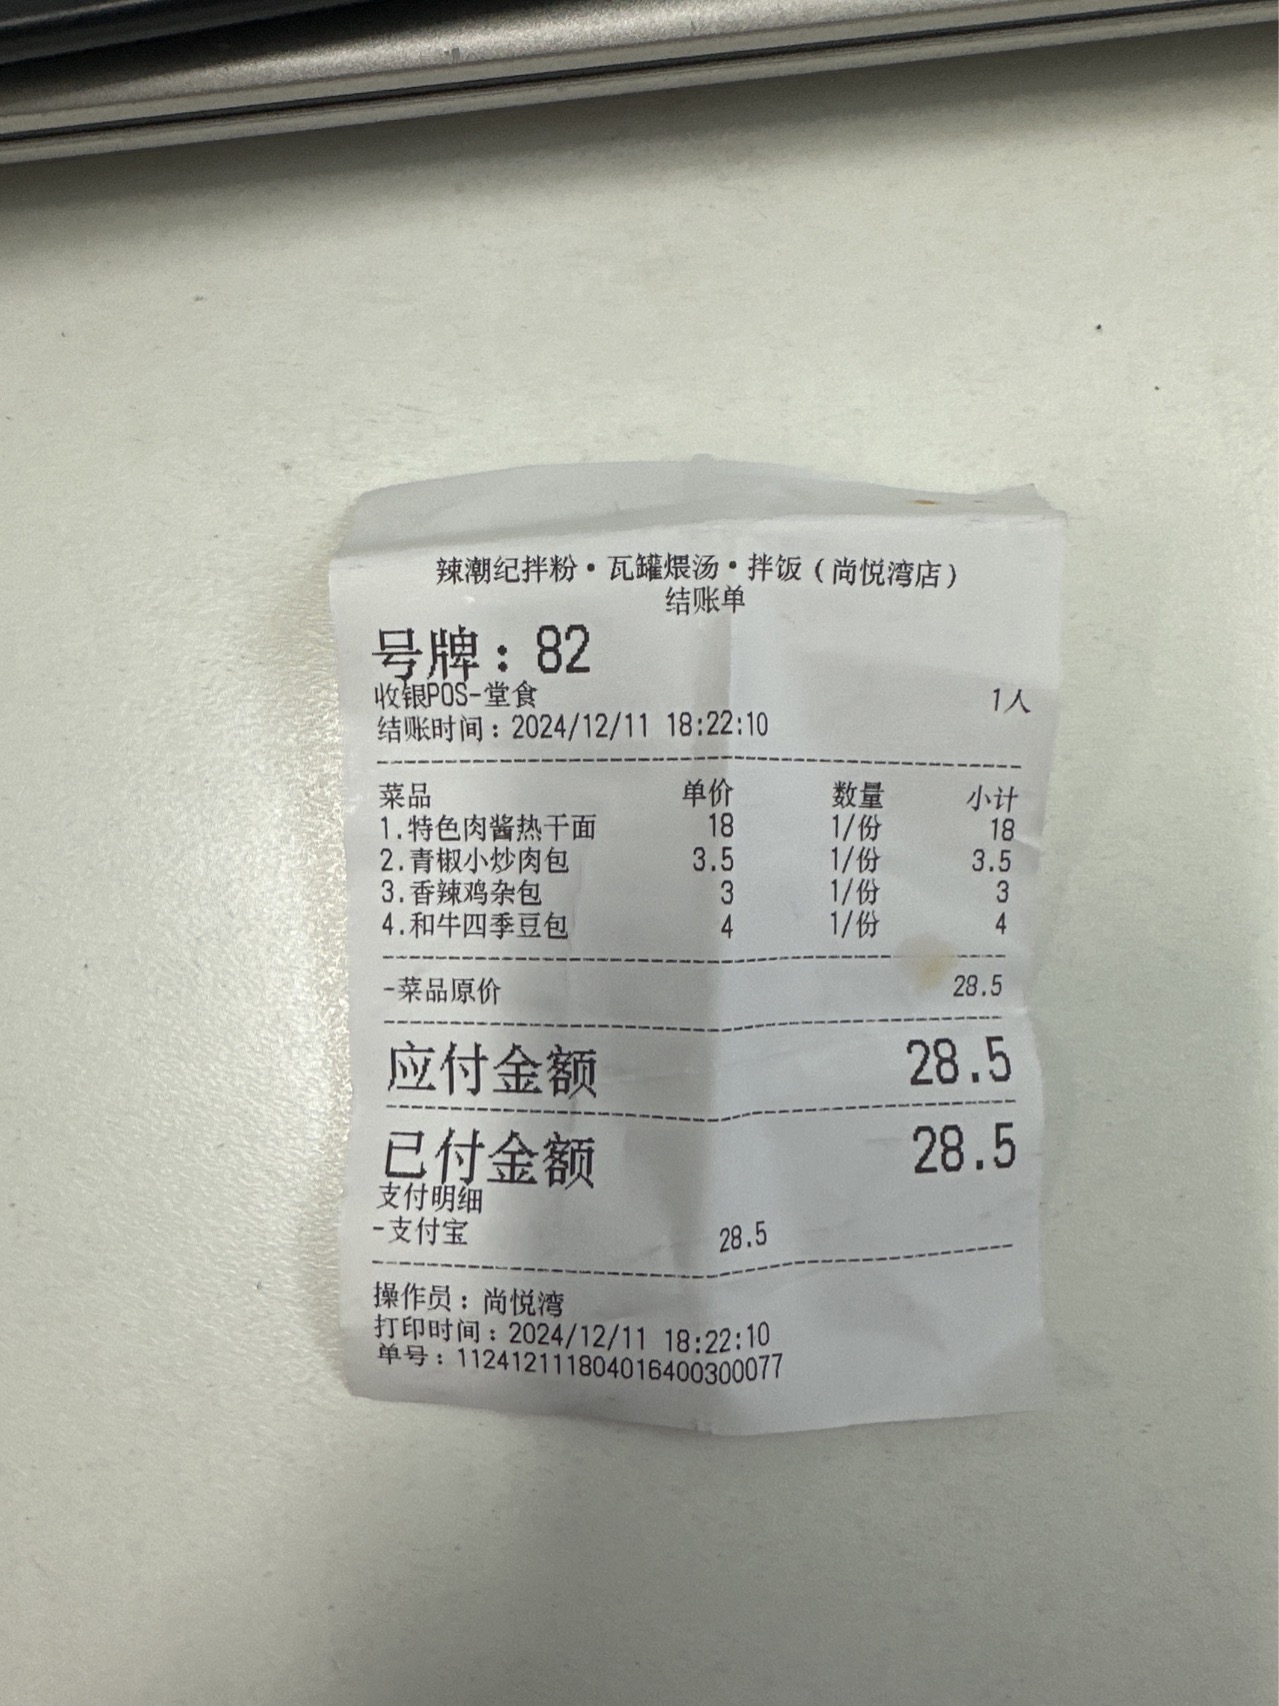 辣潮纪拌粉·瓦罐煨汤·拌饭(尚悦湾店)
结账单
号牌：82
收银POS-堂食 1人
结账时间：2024/12/11 18:22:10
菜品 单价 数量 小计
1.特色肉酱热干面 18 1/份 18
2.青椒小炒肉包 3.5 1/份 3.5
3.香辣鸡杂包 3 1/份 3
4.和牛四季豆包 4 1/份 4
-菜品原价 28.5
应付金额 28.5
已付金额 28.5
支付明细
-支付宝 28.5
操作员：尚悦湾
打印时间：2024/12/11 18:22:10
单号：112412111804016400300077